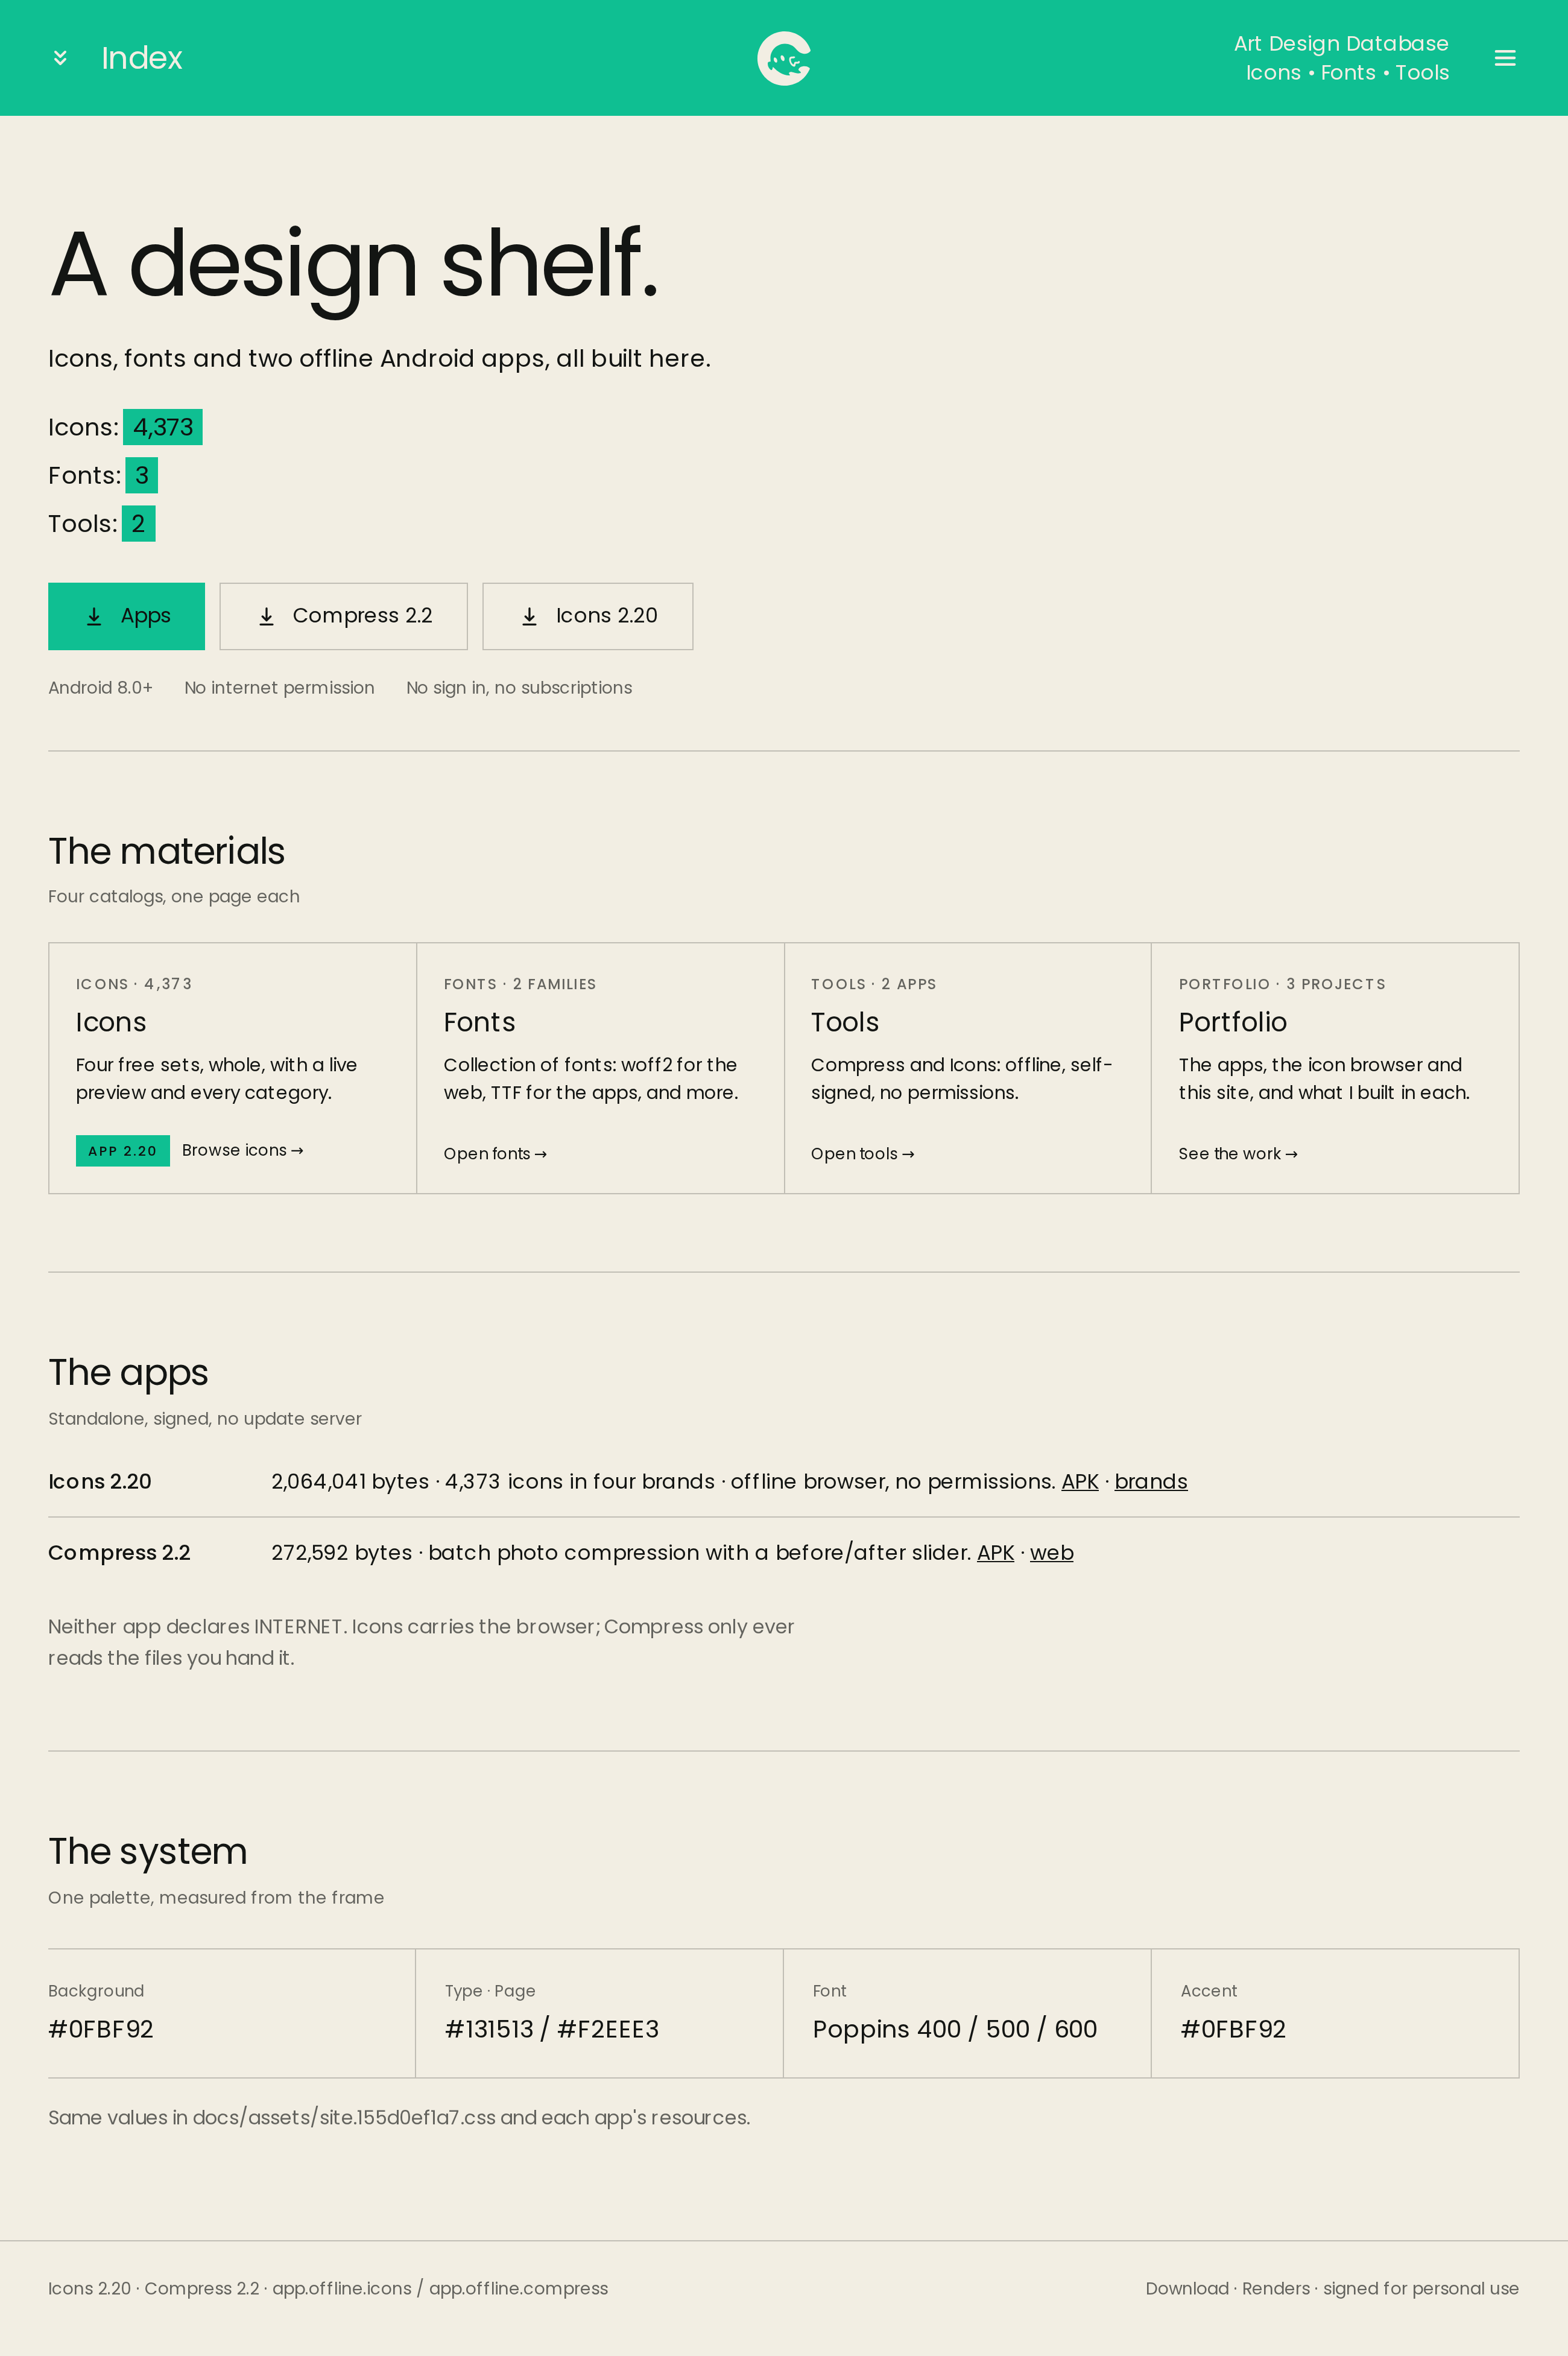 Index
Art Design Database
Icons • Fonts • Tools
A design shelf.
Icons, fonts and two offline Android apps, all built here.
Icons: 4,373
Fonts: 3
Tools: 2
Apps
Compress 2.2
Icons 2.20
Android 8.0+
No internet permission
No sign in, no subscriptions
The materials
Four catalogs, one page each
ICONS · 4,373
Icons
Four free sets, whole, with a live
preview and every category.
APP 2.20
Browse icons →
FONTS · 2 FAMILIES
Fonts
Collection of fonts: woff2 for the
web, TTF for the apps, and more.
Open fonts →
TOOLS · 2 APPS
Tools
Compress and Icons: offline, self-
signed, no permissions.
Open tools →
PORTFOLIO · 3 PROJECTS
Portfolio
The apps, the icon browser and
this site, and what I built in each.
See the work →
The apps
Standalone, signed, no update server
Icons 2.20
2,064,041 bytes · 4,373 icons in four brands · offline browser, no permissions. APK · brands
Compress 2.2
272,592 bytes · batch photo compression with a before/after slider. APK · web
Neither app declares INTERNET. Icons carries the browser; Compress only ever
reads the files you hand it.
The system
One palette, measured from the frame
Background
#0FBF92
Type · Page
#131513 / #F2EEE3
Font
Poppins 400 / 500 / 600
Accent
#0FBF92
Same values in docs/assets/site.155d0ef1a7.css and each app's resources.
Icons 2.20 · Compress 2.2 · app.offline.icons / app.offline.compress
Download · Renders · signed for personal use